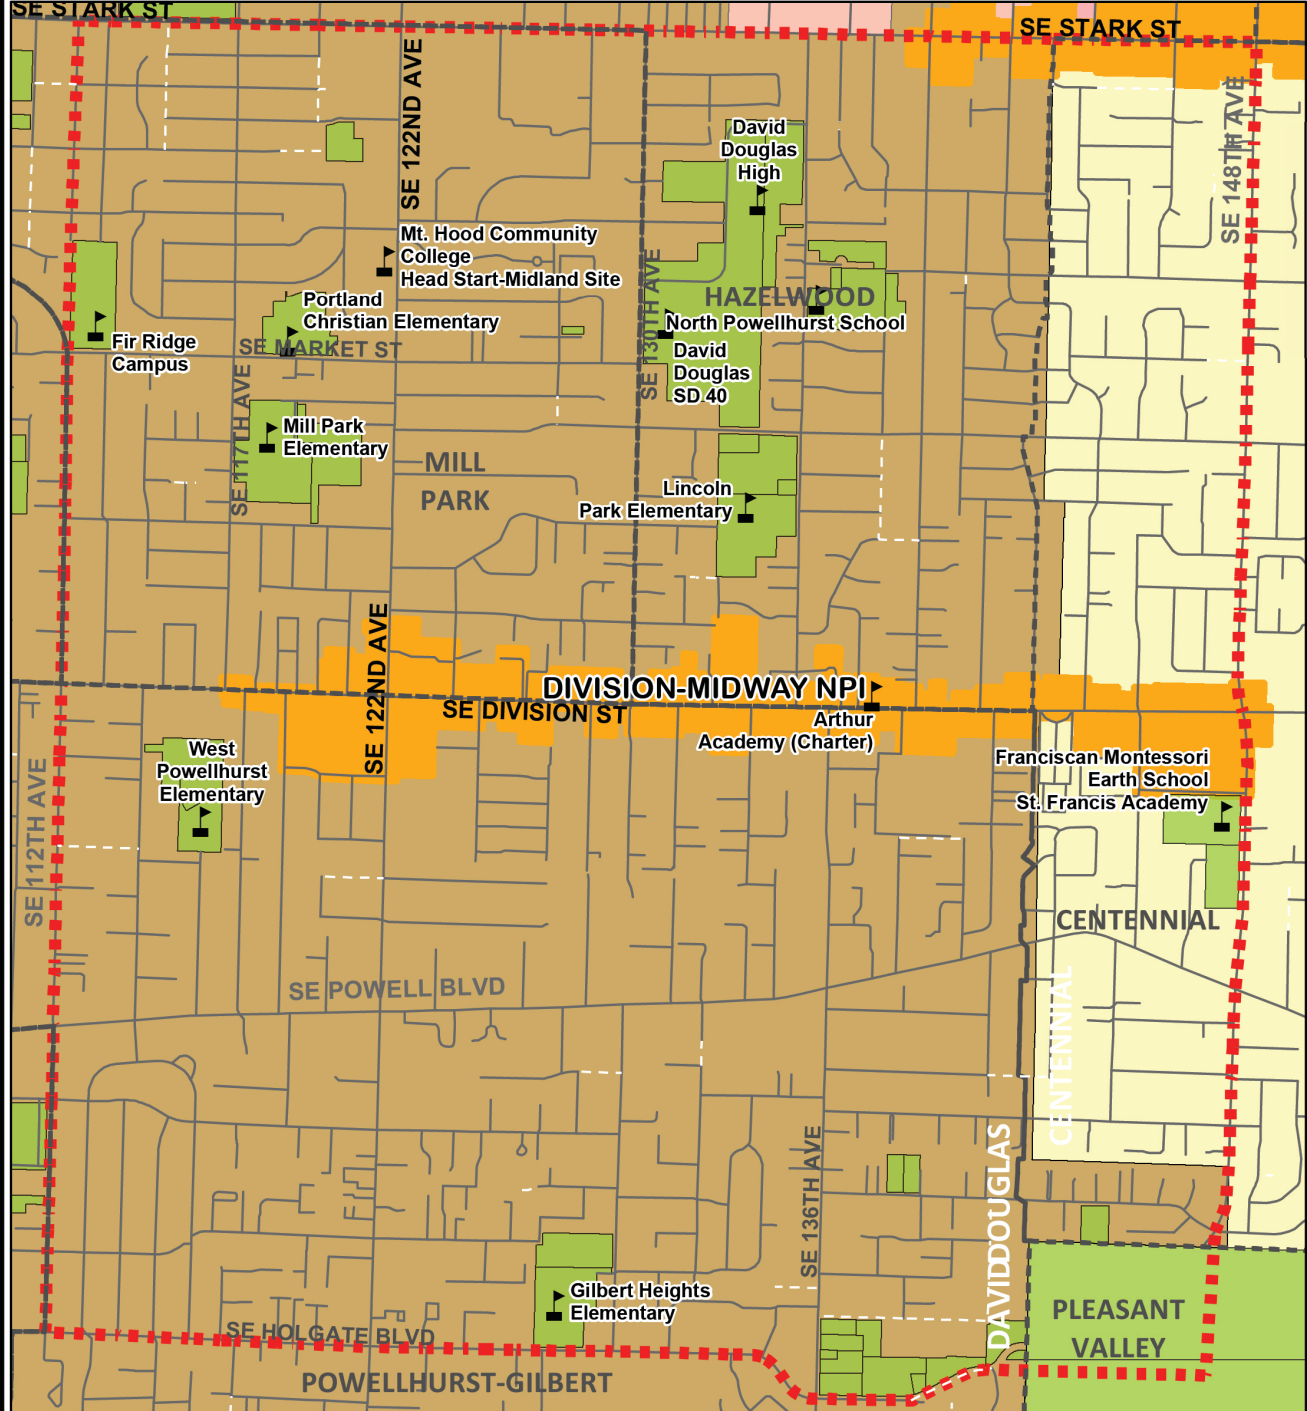 SE STARK ST
SE STARK ST
SE 122ND AVE
SE 148TH AVE
David
Douglas
High
Mt. Hood Community
College
Head Start-Midland Site
SE 130TH AVE
HAZELWOOD
Portland
Christian Elementary
North Powellhurst School
Fir Ridge
Campus
SE MARKET ST
David
Douglas
SD 40
SE 117TH AVE
Mill Park
Elementary
MILL
PARK
Lincoln
Park Elementary
SE 122ND AVE
DIVISION-MIDWAY NPI
SE DIVISION ST
Arthur
Academy (Charter)
West
Powellhurst
Elementary
Franciscan Montessori
Earth School
St. Francis Academy
SE 112TH AVE
CENTENNIAL
SE POWELL BLVD
CENTENNIAL
SE 136TH AVE
DAVIDDOUGLAS
Gilbert Heights
Elementary
PLEASANT
VALLEY
SE HOLGATE BLVD
POWELLHURST-GILBERT